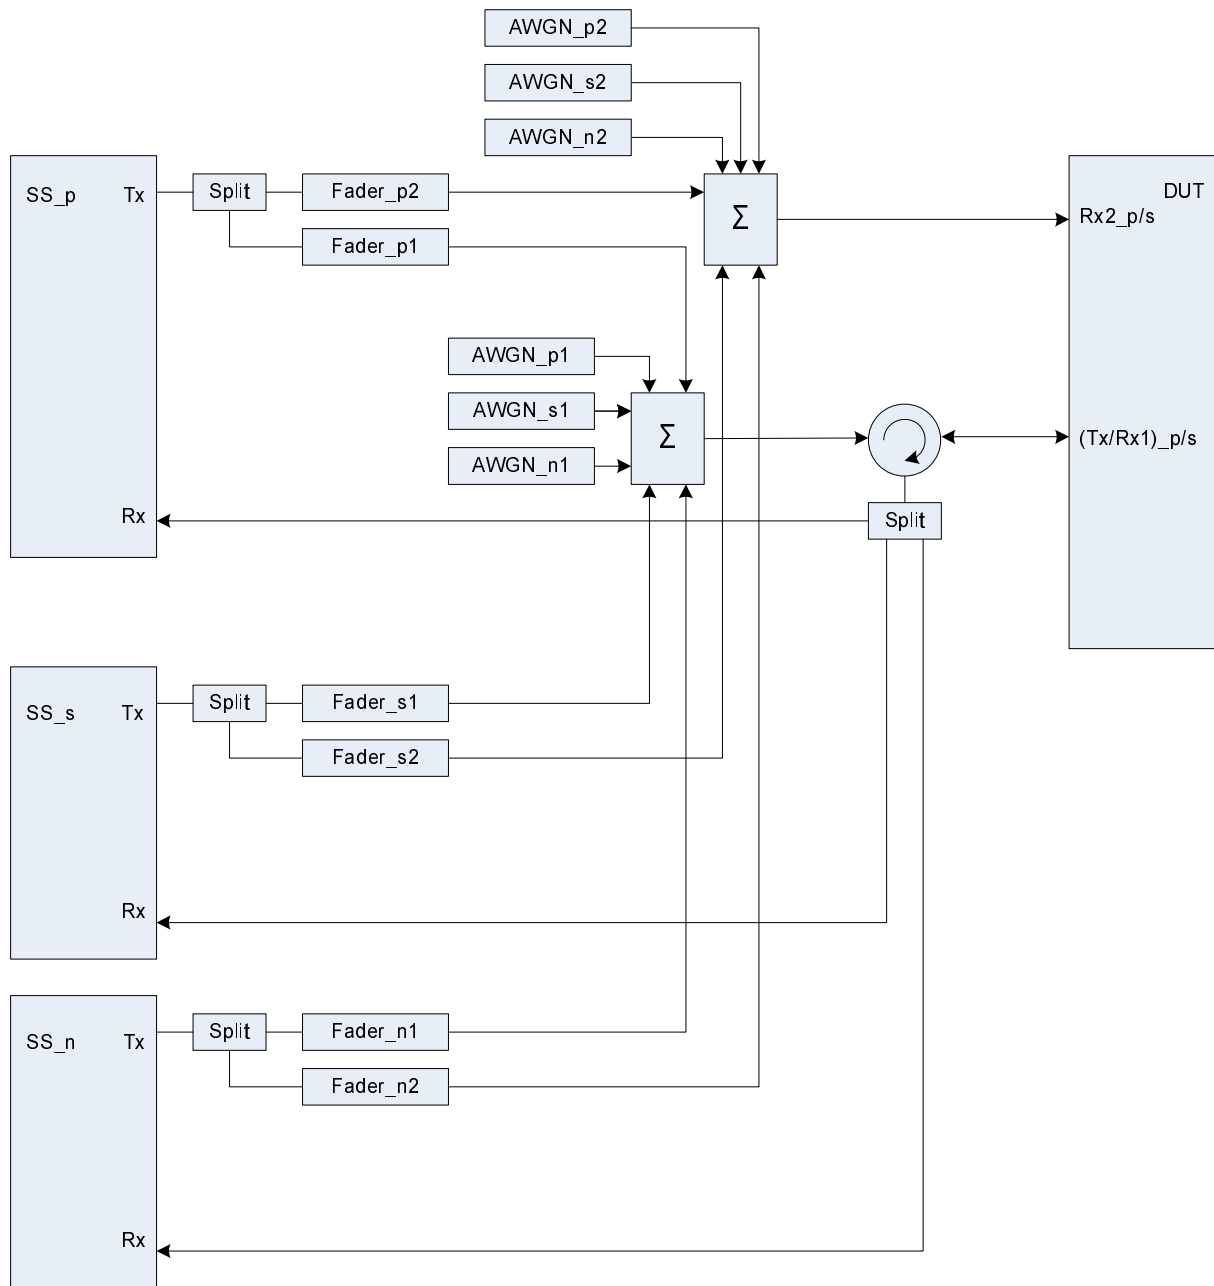 AWGN_p2
AWGN_s2
AWGN_n2
SS_p Tx
Split
Fader_p2
Fader_p1
Σ
DUT
Rx2_p/s
AWGN_p1
AWGN_s1
AWGN_n1
Σ
(Tx/Rx1)_p/s
Rx
Split
SS_s Tx
Split
Fader_s1
Fader_s2
Rx
SS_n Tx
Split
Fader_n1
Fader_n2
Rx